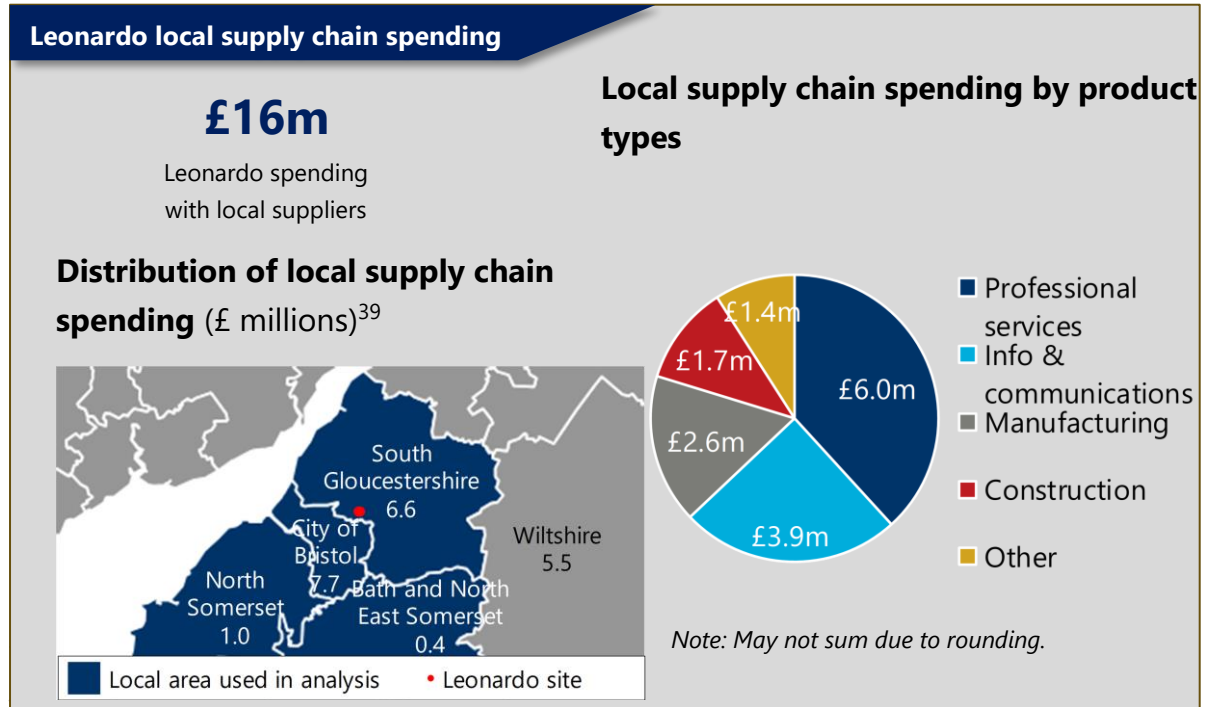 Leonardo local supply chain spending
£16m
Leonardo spending
with local suppliers
Distribution of local supply chain
spending (£ millions)39
South
Gloucestershire
6.6
City of
Bristol
7.7
Wiltshire
5.5
North
Somerset
1.0
Bath and North
East Somerset
0.4
Local area used in analysis
Leonardo site
Local supply chain spending by product
types
£1.4m
£1.7m
£6.0m
£2.6m
£3.9m
Professional
services
Info &
communications
Manufacturing
Construction
Other
Note: May not sum due to rounding.